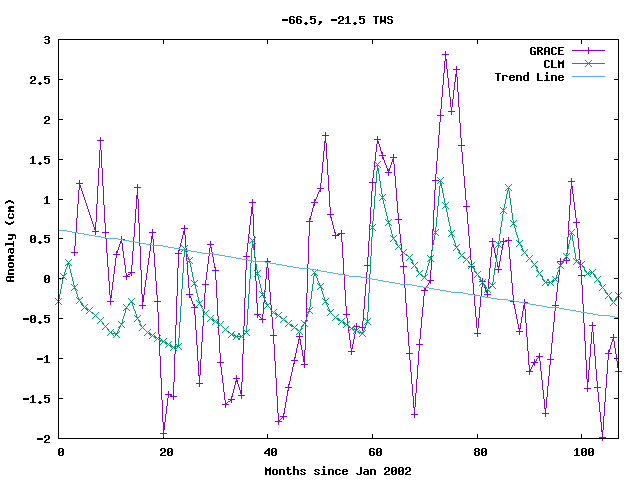 -66.5, -21.5 TWS
GRACE
CLM
Trend Line
3
2.5
2
1.5
1
0.5
0
-0.5
-1
-1.5
-2
Anomaly (cm)
0 20 40 60 80 100
Months since Jan 2002